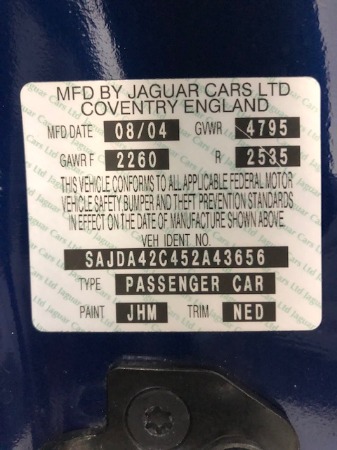 MFD BY JAGUAR CARS LTD
COVENTRY ENGLAND
MFD DATE 08/04 GVWR 4795
GAWR F 2260 R 2535
THIS VEHICLE CONFORMS TO ALL APPLICABLE FEDERAL MOTOR
VEHICLE SAFETY BUMPER AND THEFT PREVENTION STANDARDS
IN EFFECT ON THE DATE OF MANUFACTURE SHOWN ABOVE
VEH IDENT NO.
SAJDA42C452A43656
TYPE PASSENGER CAR
PAINT JHM TRIM NED